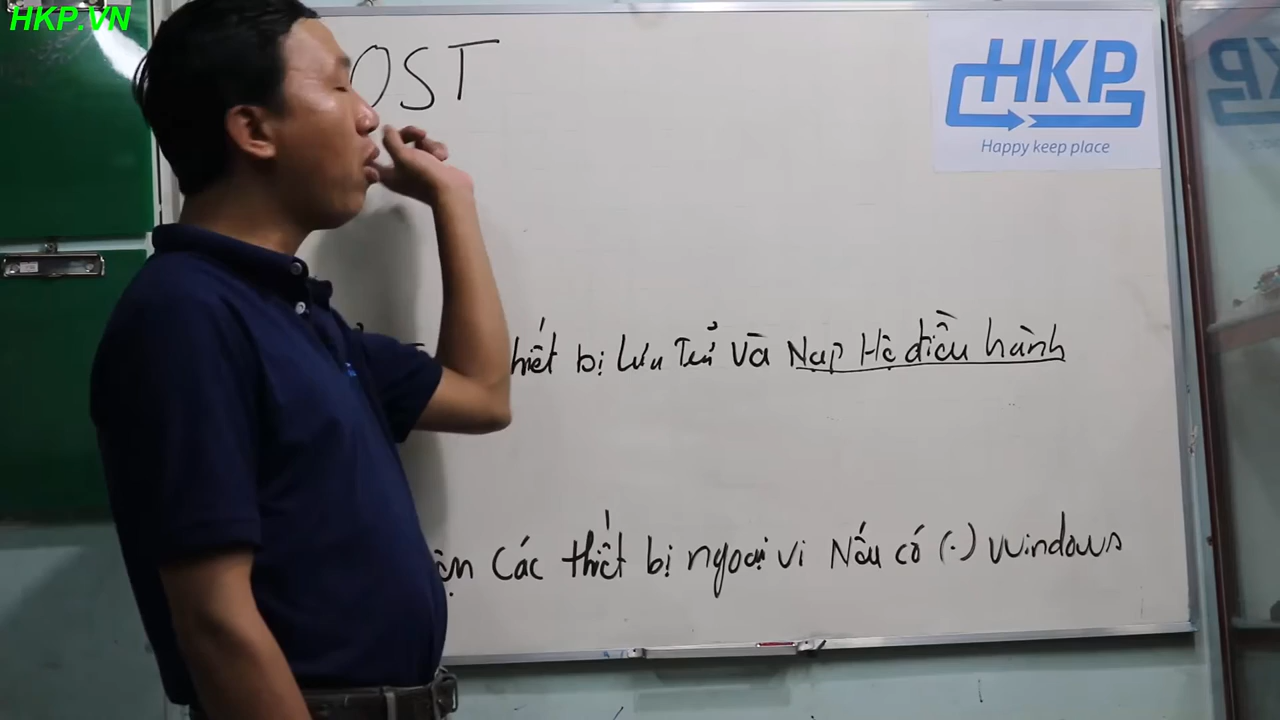 HKP.VN
OST
HKP
Happy keep place
KP
hiết bị Lưu Trữ và Nạp Hệ điều hành
ận Các thiết bị ngoại vi Nếu có (.) Windows